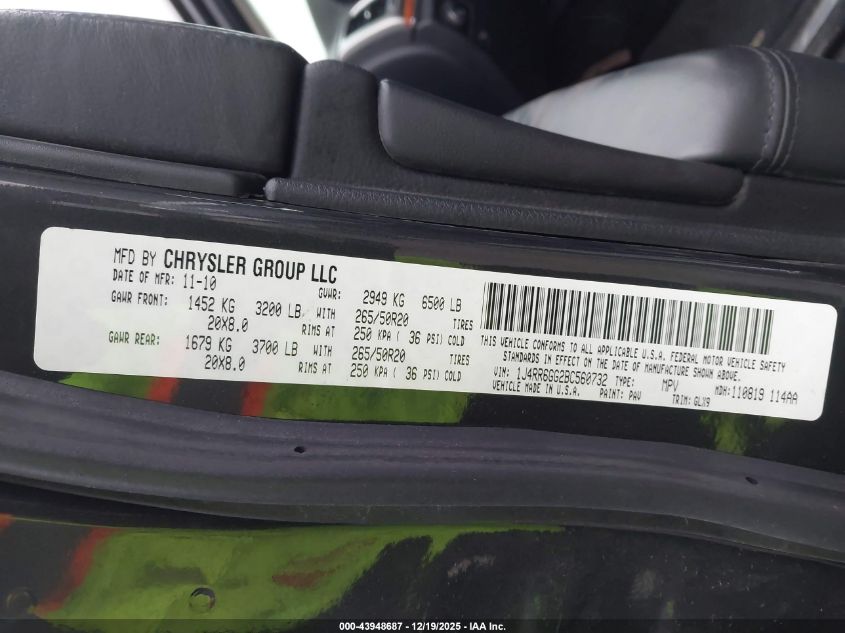 MFD BY CHRYSLER GROUP LLC
DATE OF MFR: 11-10 GVWR: 2949 KG 6500 LB
GAWR FRONT: 1452 KG 3200 LB WITH 265/50R20 TIRES
20X8.0 RIMS AT 250 KPA ( 36 PSI) COLD
GAWR REAR: 1679 KG 3700 LB WITH 265/50R20 TIRES
20X8.0 RIMS AT 250 KPA ( 36 PSI) COLD
THIS VEHICLE CONFORMS TO ALL APPLICABLE U.S.A. FEDERAL MOTOR VEHICLE SAFETY
STANDARDS IN EFFECT ON THE DATE OF MANUFACTURE SHOWN ABOVE.
VIN: 1J4RR6GG2BC560732 TYPE: MPV MDH: 110819 114AA
VEHICLE MADE IN U.S.A. PAINT: PAV TRIM: GLX9
000-43948687 - 12/19/2025 - IAA Inc.